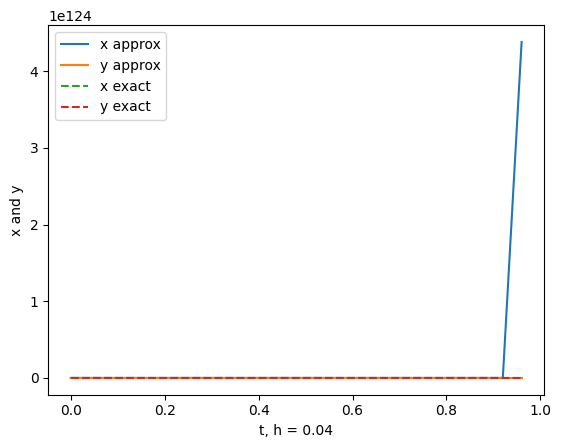 1e124
x approx
y approx
x exact
y exact
4
3
2
1
0
x and y
0.0 0.2 0.4 0.6 0.8 1.0
t, h = 0.04